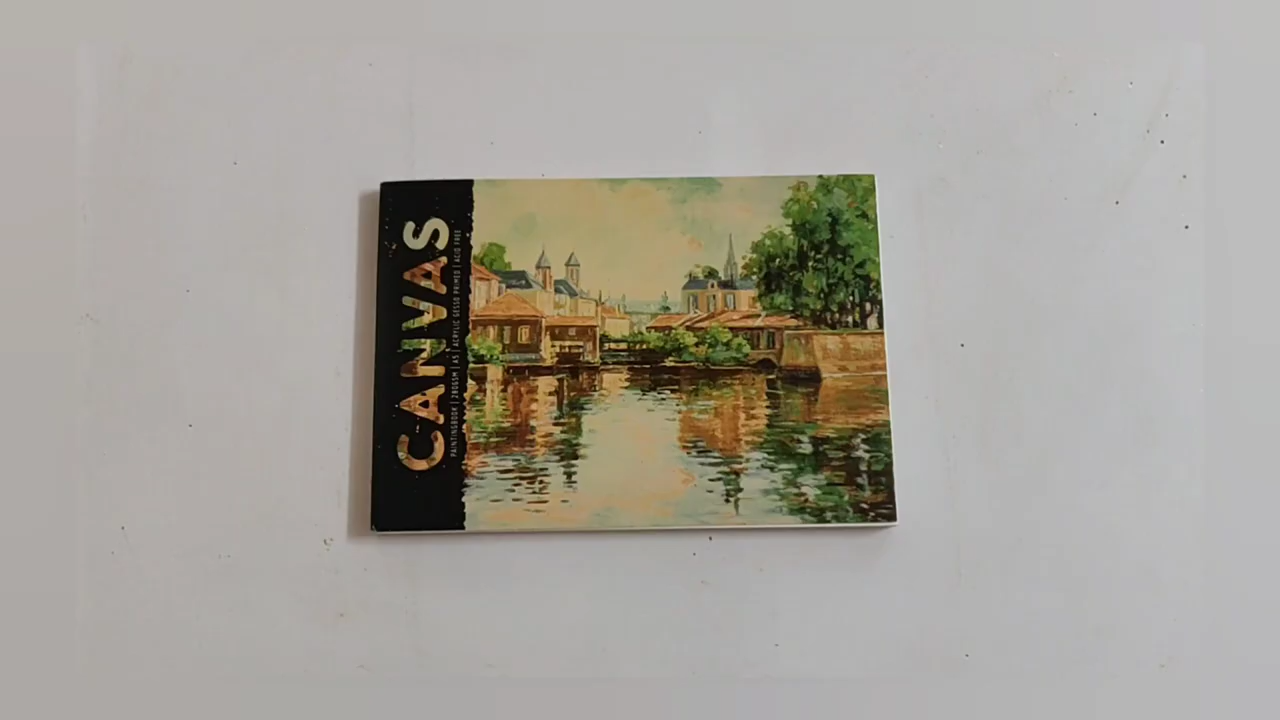 CANVAS
PAINTINGBOOK | 280GSM | A5 | ACRYLIC GESSO PRIMED | ACID FREE